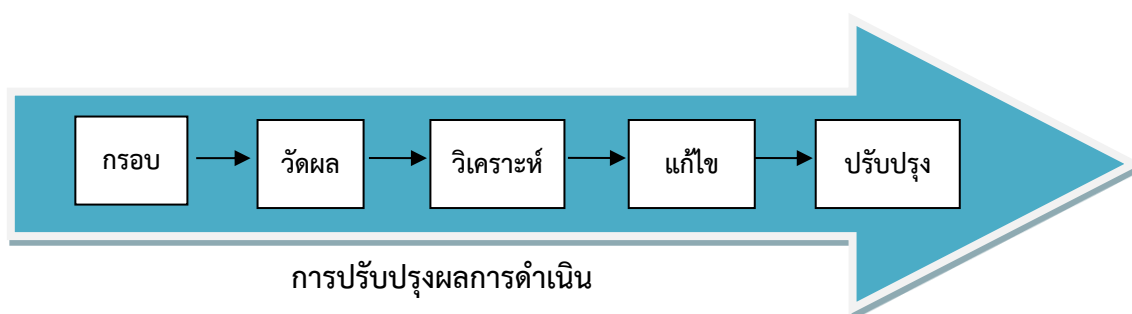 กรอบ
วัดผล
วิเคราะห์
แก้ไข
ปรับปรุง
การปรับปรุงผลการดำเนิน